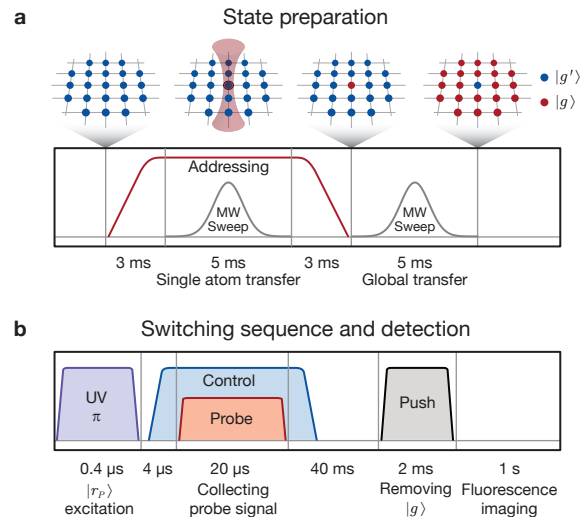 a
State preparation
|g′⟩
|g⟩
Addressing
MW
Sweep
MW
Sweep
3 ms
5 ms
3 ms
5 ms
Single atom transfer
Global transfer
b
Switching sequence and detection
UV
π
Control
Probe
Push
0.4 µs
4 µs
20 µs
40 ms
2 ms
1 s
|r_P⟩
excitation
Collecting
probe signal
Removing
|g⟩
Fluorescence
imaging